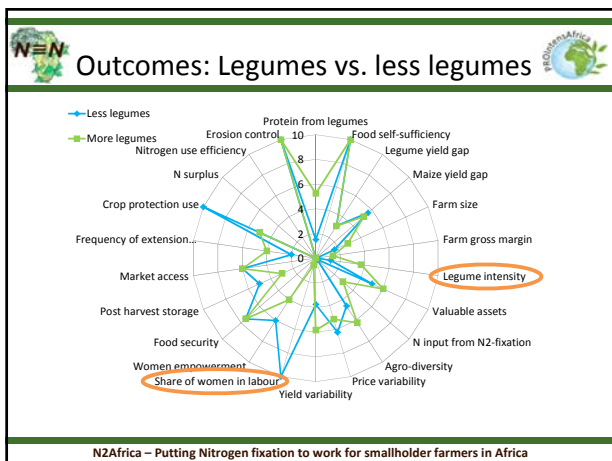 N≡N
Outcomes: Legumes vs. less legumes
PROIntensAfrica
Less legumes
More legumes
Protein from legumes
Erosion control
Food self-sufficiency
Nitrogen use efficiency
Legume yield gap
N surplus
Maize yield gap
Crop protection use
Farm size
Frequency of extension...
Farm gross margin
Market access
Legume intensity
Post harvest storage
Valuable assets
Food security
N input from N2-fixation
Women empowerment
Agro-diversity
Share of women in labour
Price variability
Yield variability
10
8
6
4
2
0
N2Africa – Putting Nitrogen fixation to work for smallholder farmers in Africa